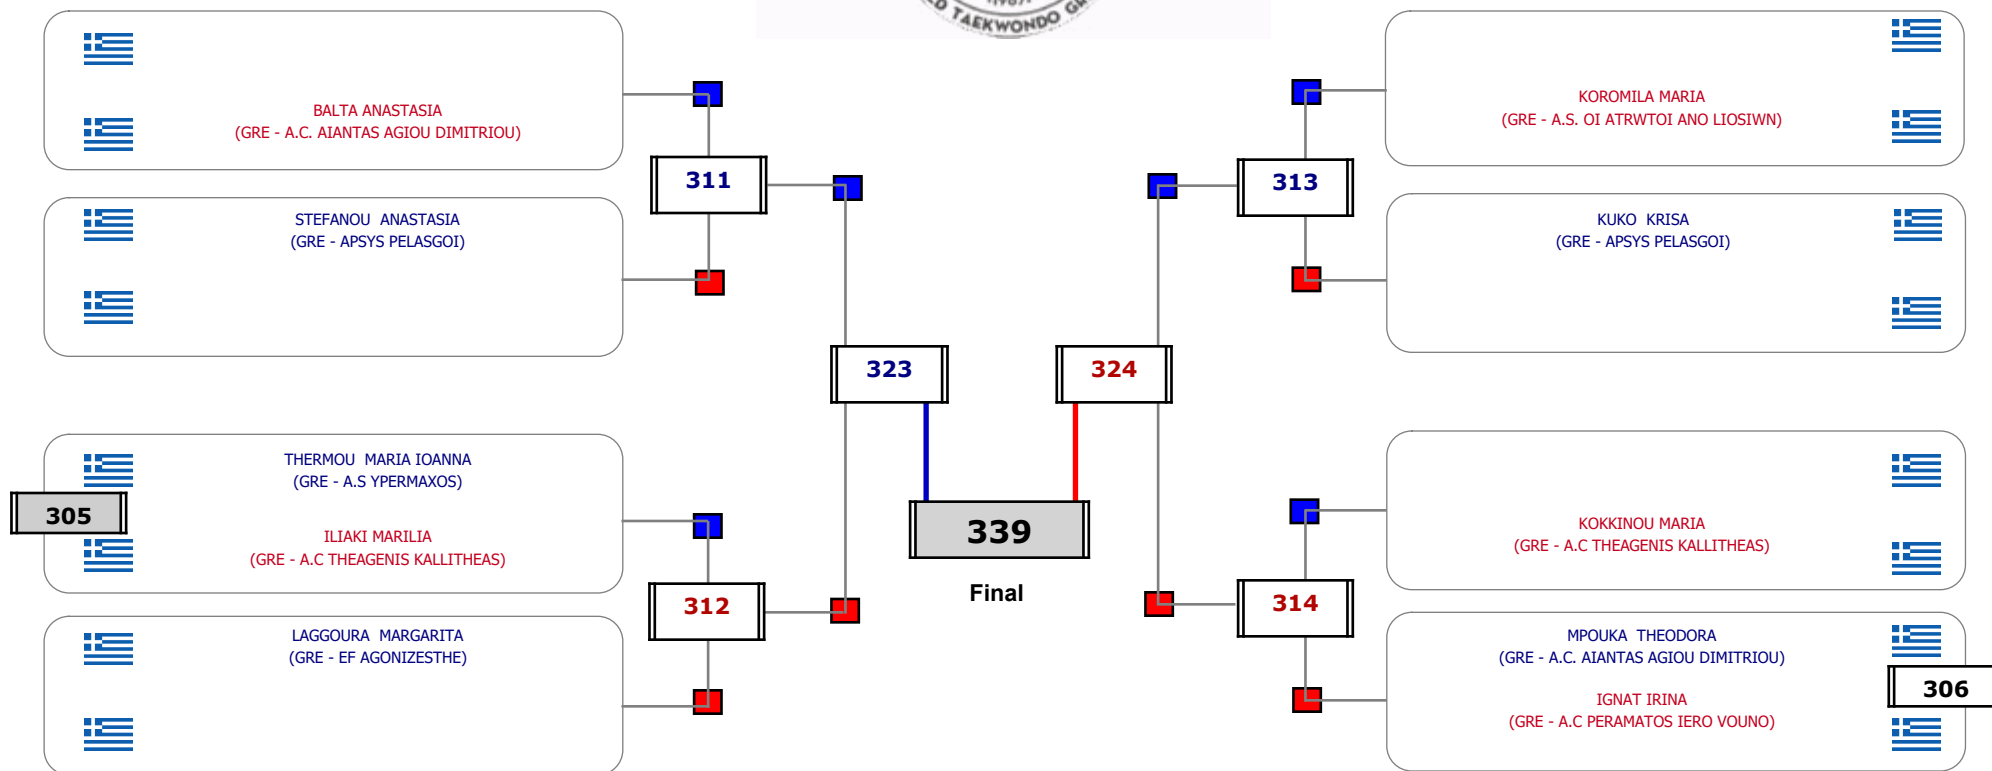 TAEKWONDO
BALTA ANASTASIA
(GRE - A.C. AIANTAS AGIOU DIMITRIOU)
STEFANOU  ANASTASIA
(GRE - APSYS PELASGOI)
311
THERMOU  MARIA IOANNA
(GRE - A.S YPERMAXOS)
305
ILIAKI MARILIA
(GRE - A.C THEAGENIS KALLITHEAS)
LAGGOURA  MARGARITA
(GRE - EF AGONIZESTHE)
312
323
339
Final
324
KOROMILA MARIA
(GRE - A.S. OI ATRWTOI ANO LIOSIWN)
313
KUKO  KRISA
(GRE - APSYS PELASGOI)
KOKKINOU MARIA
(GRE - A.C THEAGENIS KALLITHEAS)
314
MPOUKA  THEODORA
(GRE - A.C. AIANTAS AGIOU DIMITRIOU)
306
IGNAT IRINA
(GRE - A.C PERAMATOS IERO VOUNO)